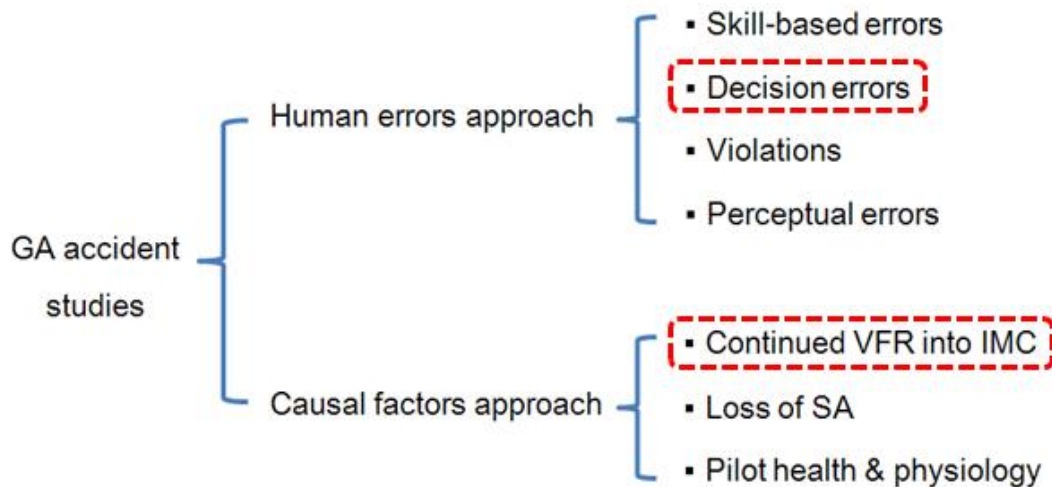 GA accident
studies
Human errors approach
▪ Skill-based errors
▪ Decision errors
▪ Violations
▪ Perceptual errors
Causal factors approach
▪ Continued VFR into IMC
▪ Loss of SA
▪ Pilot health & physiology